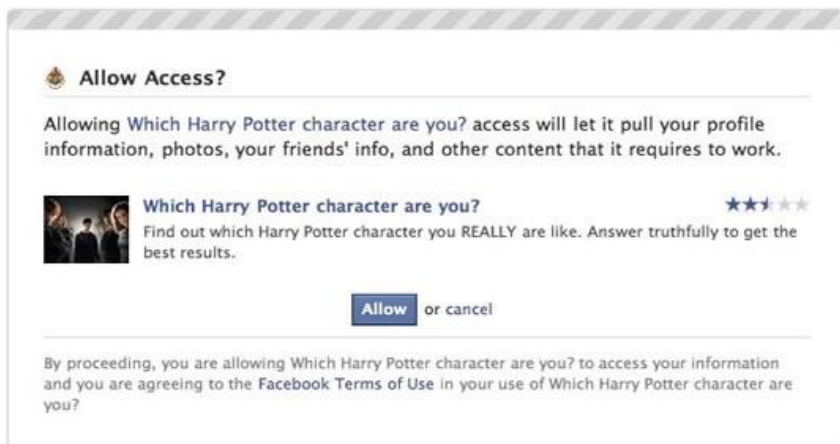 Allow Access?
Allowing Which Harry Potter character are you? access will let it pull your profile
information, photos, your friends' info, and other content that it requires to work.
Which Harry Potter character are you?
Find out which Harry Potter character you REALLY are like. Answer truthfully to get the
best results.
Allow or cancel
By proceeding, you are allowing Which Harry Potter character are you? to access your information
and you are agreeing to the Facebook Terms of Use in your use of Which Harry Potter character are
you?